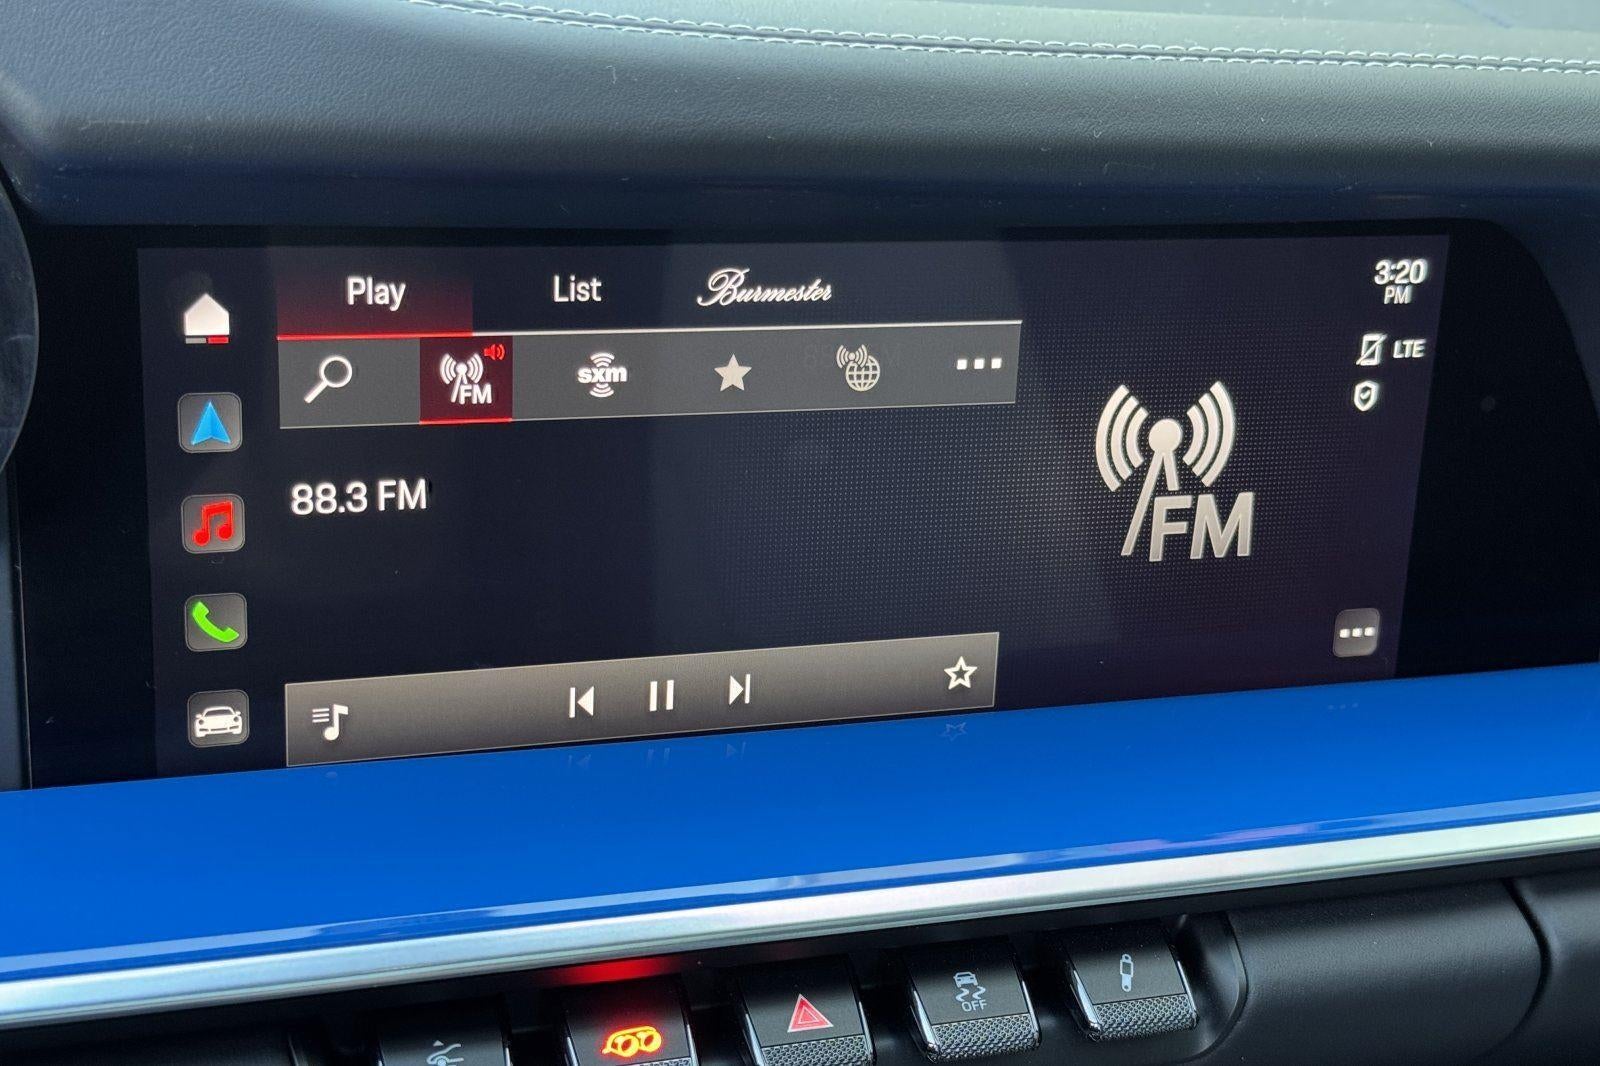 Play List Burmester
3:20
PM
LTE
FM sxm
88.3 FM
FM
OFF